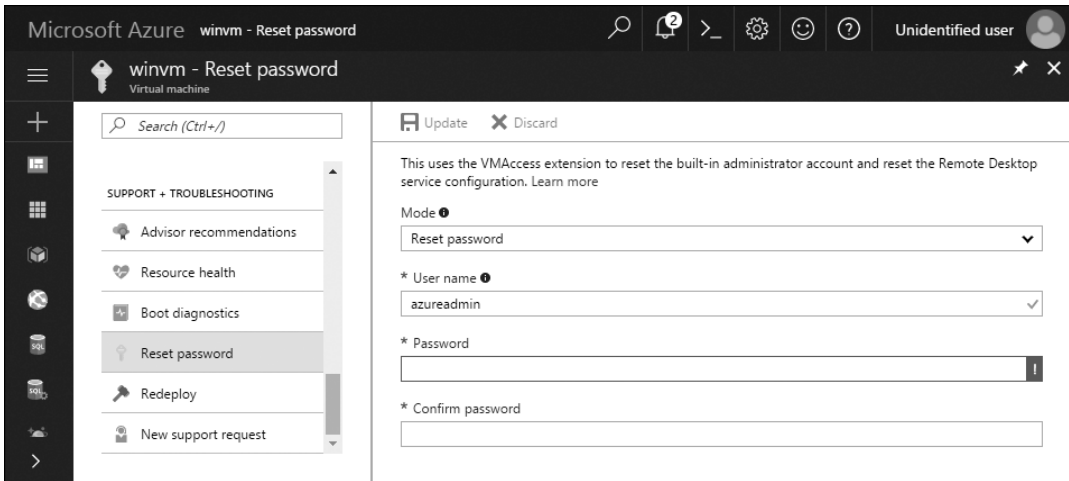 Microsoft Azure winvm - Reset password
2
>_
?
Unidentified user
winvm - Reset password
Virtual machine
Search (Ctrl+/)
SUPPORT + TROUBLESHOOTING
Advisor recommendations
Resource health
Boot diagnostics
Reset password
Redeploy
New support request
SQL
SQL
Update Discard
This uses the VMAccess extension to reset the built-in administrator account and reset the Remote Desktop
service configuration. Learn more
Mode
Reset password
* User name
azureadmin
* Password
!
* Confirm password